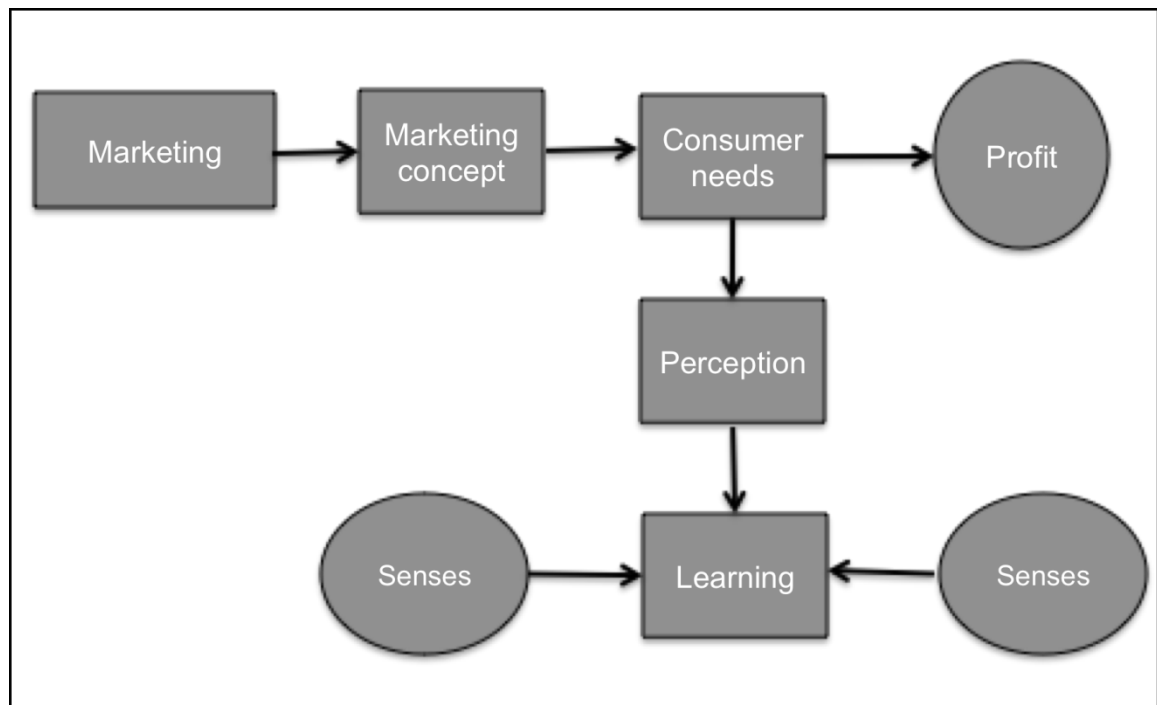 Marketing
Marketing
concept
Consumer
needs
Profit
Perception
Senses
Learning
Senses